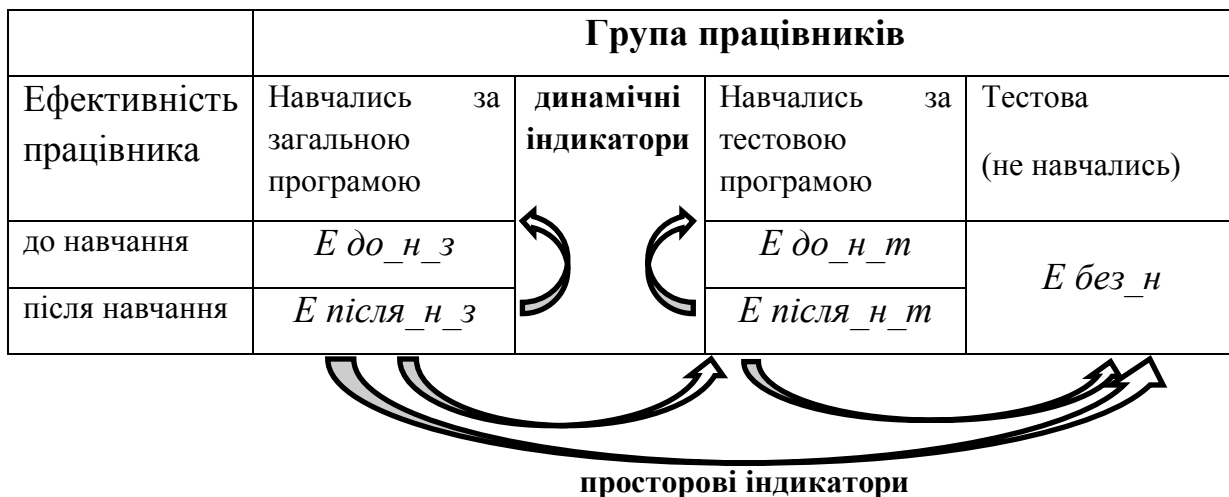 Група працівників
Ефективність працівника
Навчались за загальною програмою
динамічні індикатори
Навчались за тестовою програмою
Тестова
(не навчались)
до навчання
E до_н_з
E до_н_т
E без_н
після навчання
E після_н_з
E після_н_т
просторові індикатори